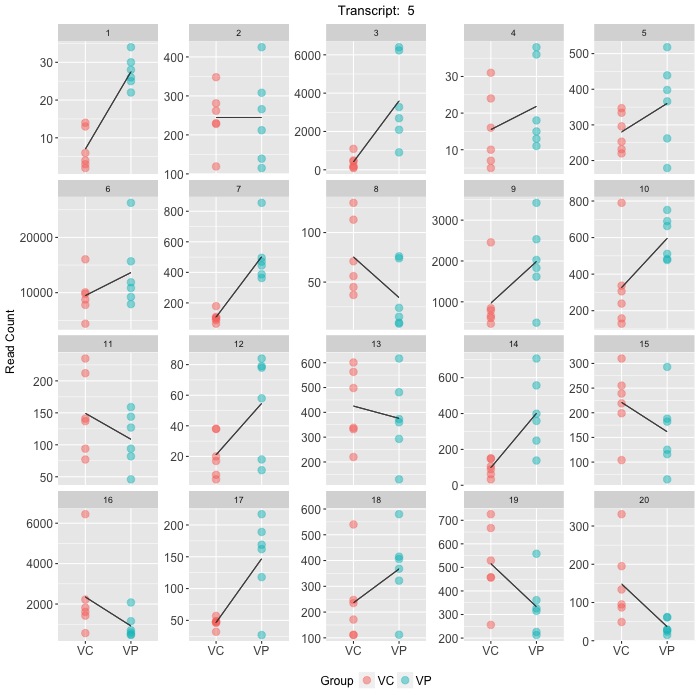 Transcript: 5
1 2 3 4 5
30 20 10
400 300 200 100
6000 4000 2000 0
30 20 10
500 400 300 200
6 7 8 9 10
20000 10000
800 600 400 200
100 50
3000 2000 1000
800 600 400 200
Read Count
11 12 13 14 15
200 150 100 50
80 60 40 20
600 500 400 300 200
600 400 200 0
300 250 200 150 100
16 17 18 19 20
6000 4000 2000
200 150 100 50
600 500 400 300 200 100
700 600 500 400 300 200
300 200 100 0
VC VP VC VP VC VP VC VP VC VP
Group VC VP